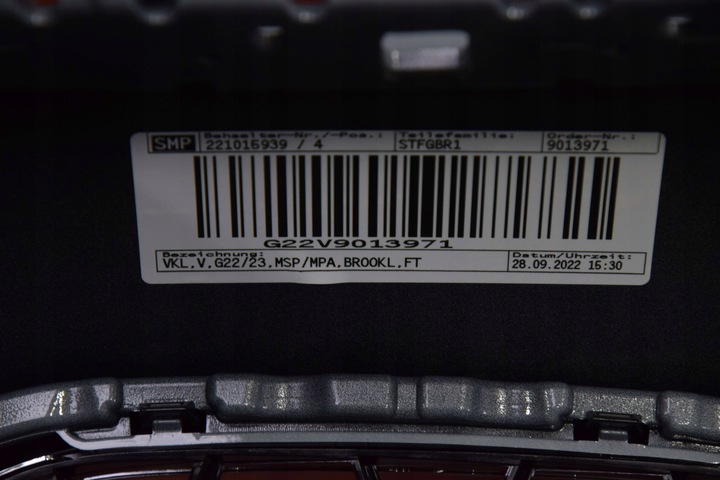 SMP Behaelter-Nr./-Pos.: Teilefamilie: Order-Nr.:
221016939 / 4 STFGBR1 9013971
G22V9013971
Bezeichnung: Datum/Uhrzeit:
VKL,V,G22/23,MSP/MPA,BROOKL,FT 28.09.2022 16:30